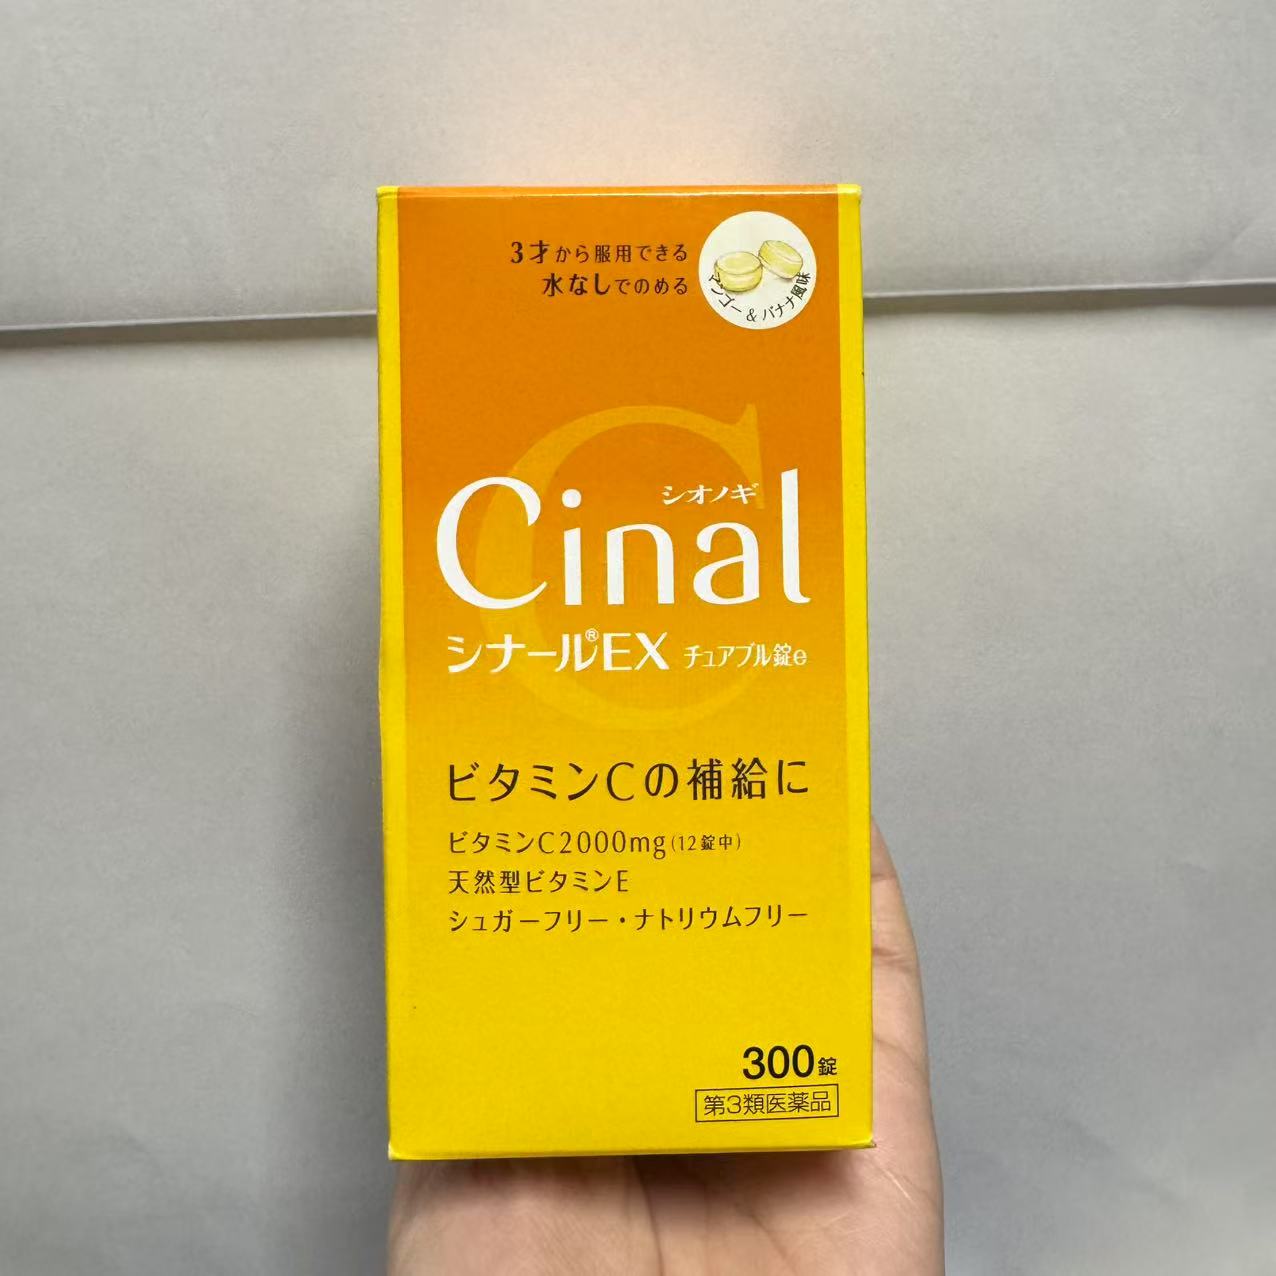 3才から服用できる
水なしでのめる
マンゴー & バナナ風味
シオノギ
Cinal
シナール®EX チュアブル錠e
ビタミンCの補給に
ビタミンC2000mg(12錠中)
天然型ビタミンE
シュガーフリー・ナトリウムフリー
300錠
第3類医薬品